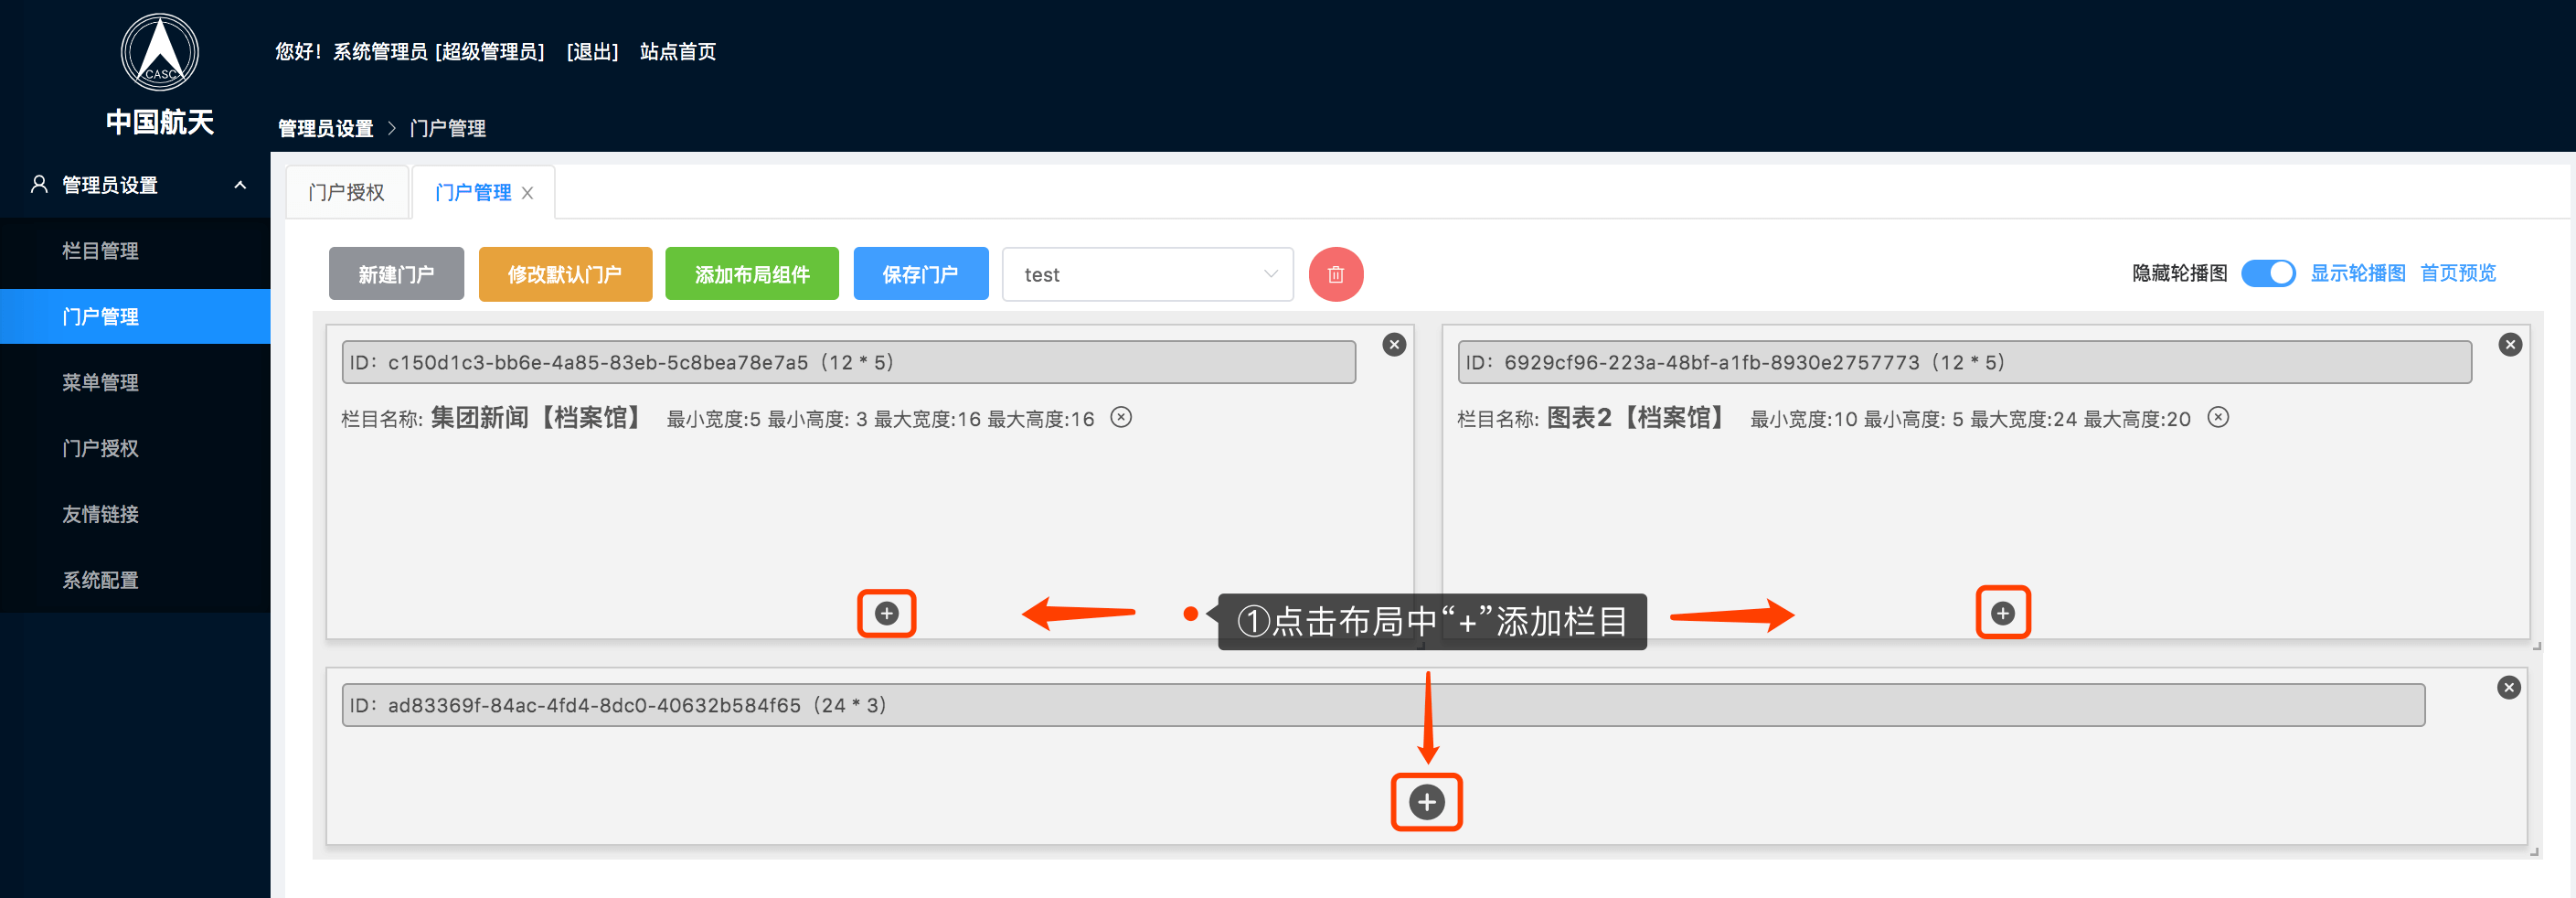 CASC
中国航天
您好！系统管理员 [超级管理员] [退出] 站点首页
管理员设置 > 门户管理
管理员设置
栏目管理
门户管理
菜单管理
门户授权
友情链接
系统配置
门户授权 门户管理
新建门户 修改默认门户 添加布局组件 保存门户 test 隐藏轮播图 显示轮播图 首页预览
ID：c150d1c3-bb6e-4a85-83eb-5c8bea78e7a5（12 * 5）
栏目名称: 集团新闻【档案馆】 最小宽度:5 最小高度: 3 最大宽度:16 最大高度:16
ID：6929cf96-223a-48bf-a1fb-8930e2757773（12 * 5）
栏目名称: 图表2【档案馆】 最小宽度:10 最小高度: 5 最大宽度:24 最大高度:20
①点击布局中“+”添加栏目
ID：ad83369f-84ac-4fd4-8dc0-40632b584f65（24 * 3）